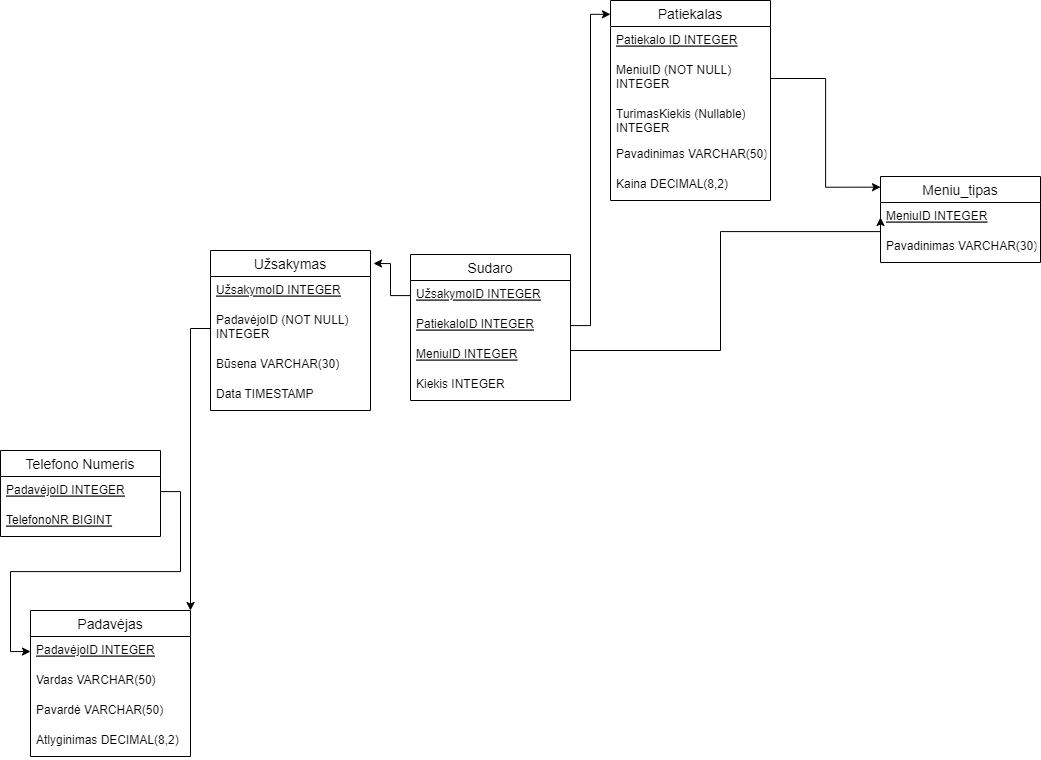 Patiekalas
Patiekalo ID INTEGER
MeniuID (NOT NULL)
INTEGER
TurimasKiekis (Nullable)
INTEGER
Pavadinimas VARCHAR(50)
Kaina DECIMAL(8,2)
Meniu_tipas
MeniuID INTEGER
Pavadinimas VARCHAR(30)
Užsakymas
UžsakymoID INTEGER
PadavėjoID (NOT NULL)
INTEGER
Būsena VARCHAR(30)
Data TIMESTAMP
Sudaro
UžsakymoID INTEGER
PatiekaloID INTEGER
MeniuID INTEGER
Kiekis INTEGER
Telefono Numeris
PadavėjoID INTEGER
TelefonoNR BIGINT
Padavėjas
PadavėjoID INTEGER
Vardas VARCHAR(50)
Pavardė VARCHAR(50)
Atlyginimas DECIMAL(8,2)